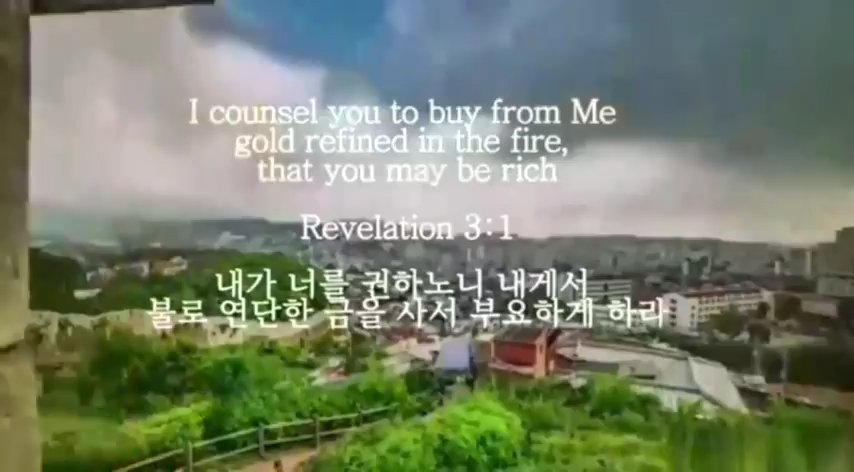 I counsel you to buy from Me
gold refined in the fire,
that you may be rich
Revelation 3:1
내가 너를 권하노니 내게서
불로 연단한 금을 사서 부요하게 하라